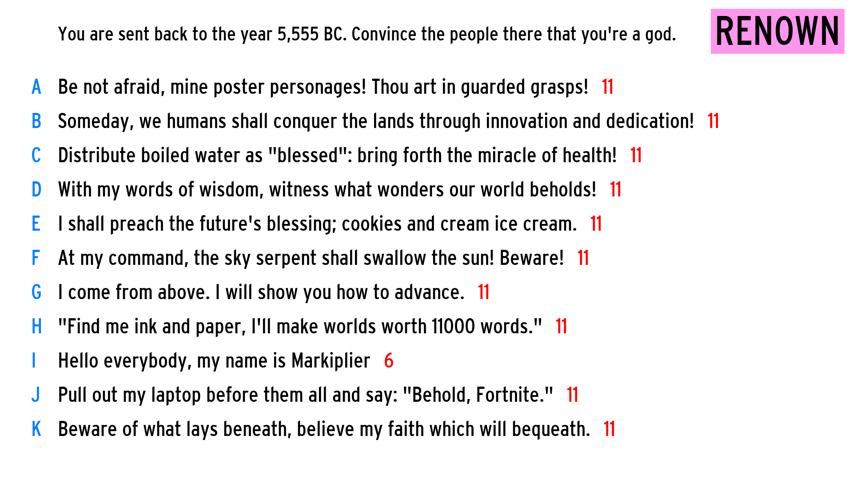 You are sent back to the year 5,555 BC. Convince the people there that you're a god.
RENOWN
A Be not afraid, mine poster personages! Thou art in guarded grasps! 11
B Someday, we humans shall conquer the lands through innovation and dedication! 11
C Distribute boiled water as "blessed": bring forth the miracle of health! 11
D With my words of wisdom, witness what wonders our world beholds! 11
E I shall preach the future's blessing; cookies and cream ice cream. 11
F At my command, the sky serpent shall swallow the sun! Beware! 11
G I come from above. I will show you how to advance. 11
H "Find me ink and paper, I'll make worlds worth 11000 words." 11
I Hello everybody, my name is Markiplier 6
J Pull out my laptop before them all and say: "Behold, Fortnite." 11
K Beware of what lays beneath, believe my faith which will bequeath. 11